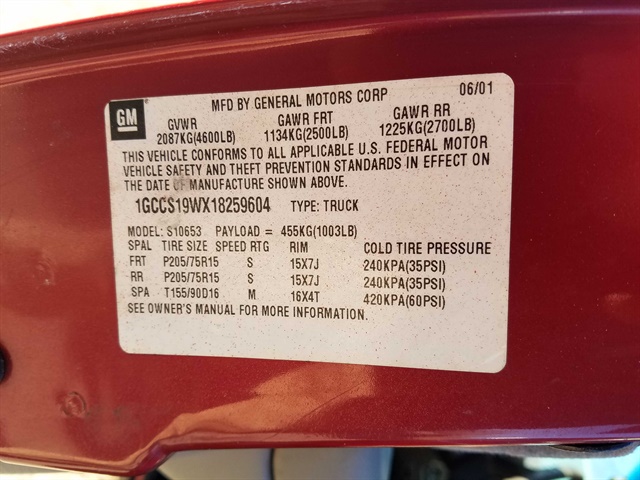 MFD BY GENERAL MOTORS CORP 06/01
GM
GVWR GAWR FRT GAWR RR
2087KG(4600LB) 1134KG(2500LB) 1225KG(2700LB)
THIS VEHICLE CONFORMS TO ALL APPLICABLE U.S. FEDERAL MOTOR
VEHICLE SAFETY AND THEFT PREVENTION STANDARDS IN EFFECT ON
THE DATE OF MANUFACTURE SHOWN ABOVE.
1GCCS19WX18259604 TYPE: TRUCK
MODEL: S10653 PAYLOAD = 455KG(1003LB)
SPAL TIRE SIZE SPEED RTG RIM COLD TIRE PRESSURE
FRT P205/75R15 S 15X7J 240KPA(35PSI)
RR P205/75R15 S 15X7J 240KPA(35PSI)
SPA T155/90D16 M 16X4T 420KPA(60PSI)
SEE OWNER'S MANUAL FOR MORE INFORMATION.